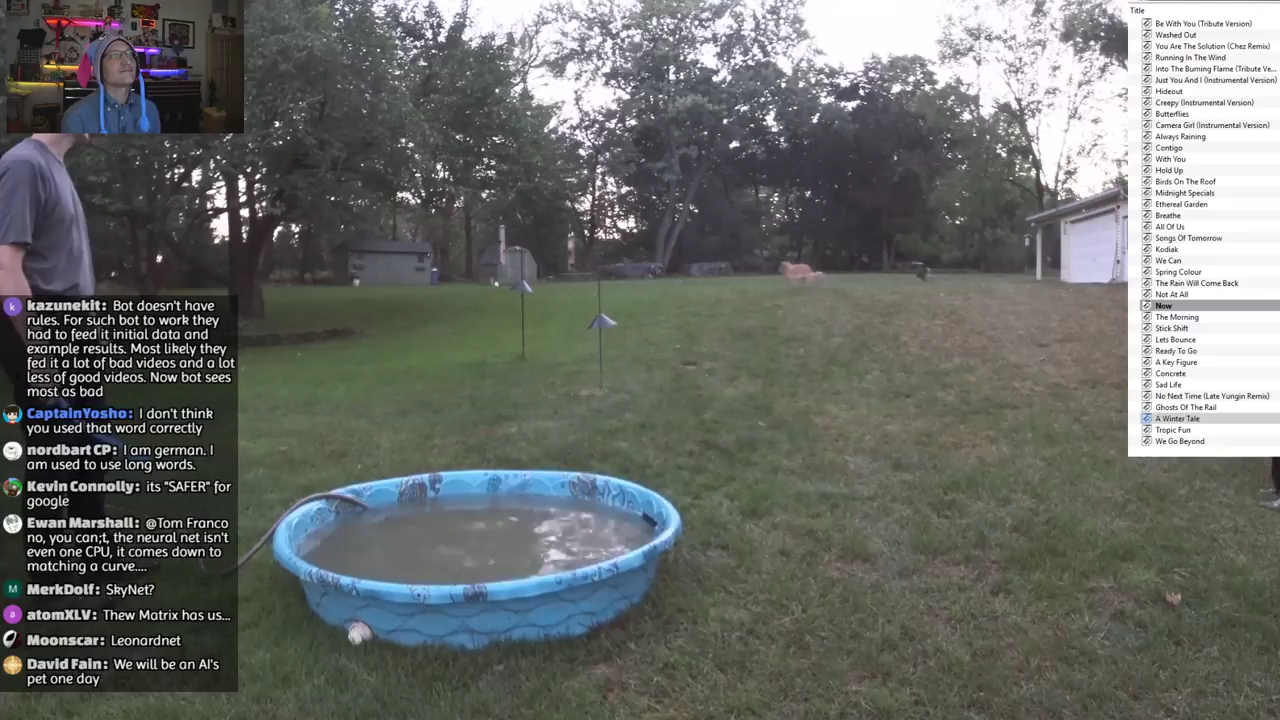 kazunekit: Bot doesn't have
rules. For such bot to work they
had to feed it initial data and
example results. Most likely they
fed it a lot of bad videos and a lot
less of good videos. Now bot sees
most as bad
CaptainYosho: I don't think
you used that word correctly
nordbart CP: I am german. I
am used to use long words.
Kevin Connolly: its "SAFER" for
google
Ewan Marshall: @Tom Franco
no, you can;t, the neural net isn't
even one CPU, it comes down to
matching a curve....
MerkDolf: SkyNet?
atomXLV: Thew Matrix has us...
Moonscar: Leonardnet
David Fain: We will be an AI's
pet one day
Title
Be With You (Tribute Version)
Washed Out
You Are The Solution (Chez Remix)
Running In The Wind
Into The Burning Flame (Tribute Ve...
Just You And I (Instrumental Version)
Hideout
Creepy (Instrumental Version)
Butterflies
Camera Girl (Instrumental Version)
Always Raining
Contigo
With You
Hold Up
Birds On The Roof
Midnight Specials
Ethereal Garden
Breathe
All Of Us
Songs Of Tomorrow
Kodiak
We Can
Spring Colour
The Rain Will Come Back
Not At All
Now
The Morning
Stick Shift
Lets Bounce
Ready To Go
A Key Figure
Concrete
Sad Life
No Next Time (Late Yungin Remix)
Ghosts Of The Rail
A Winter Tale
Tropic Fun
We Go Beyond